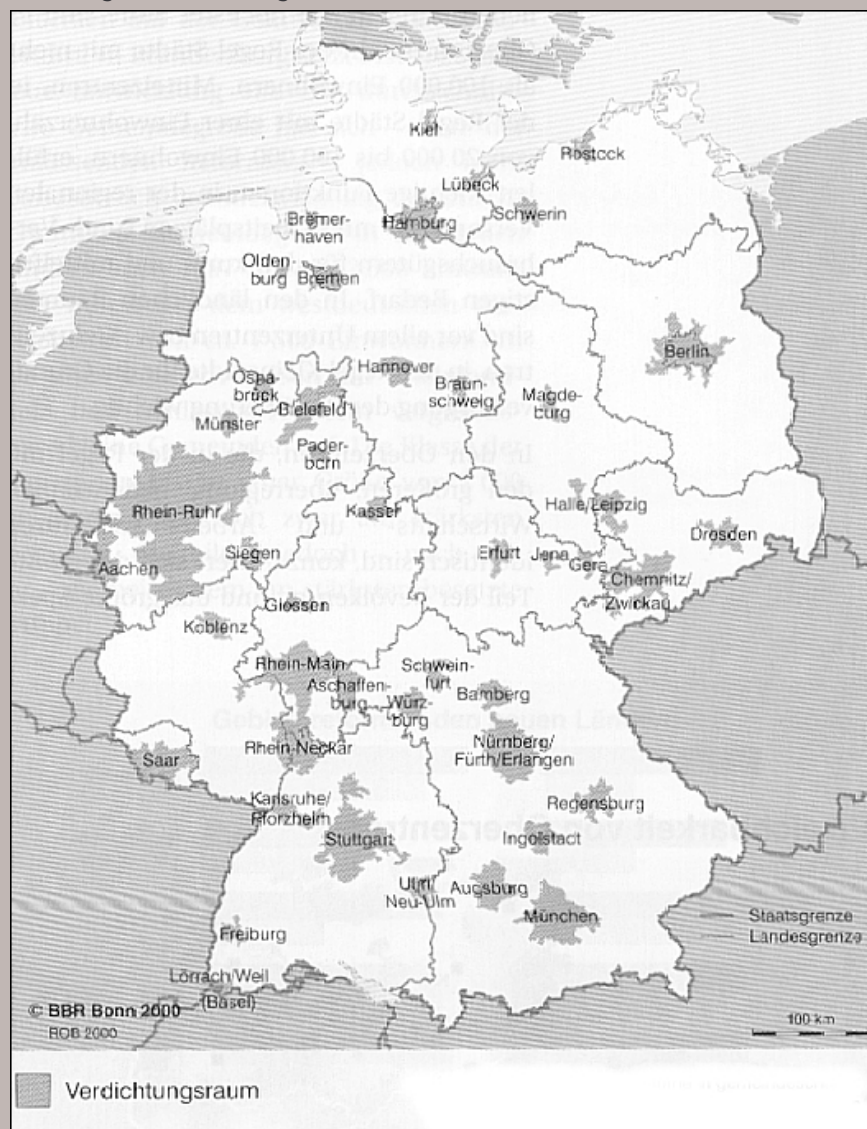 Kiel
Rostock
Lübeck
Hamburg
Schwerin
Bremer-
haven
Olden-
burg
Bremen
Berlin
Hannover
Osna
brück
Braun-
schweig
Magde-
burg
Bielefeld
Münster
Pader-
born
Rhein-Ruhr
Kassel
Halle/Leipzig
Dresden
Aachen
Siegen
Erfurt
Jena
Gera
Chemnitz/
Zwickau
Giessen
Koblenz
Rhein-Main
Schwein-
furt
Aschaffen-
burg
Würz-
burg
Bamberg
Rhein-Neckar
Nürnberg/
Fürth/Erlangen
Saar
Karlsruhe/
Pforzheim
Regensburg
Stuttgart
Ingolstadt
Ulm/
Neu-Ulm
Augsburg
München
Freiburg
Staatsgrenze
Landesgrenze
Lörrach/Weil
(Basel)
© BBR Bonn 2000
ROB 2000
100 km
Verdichtungsraum